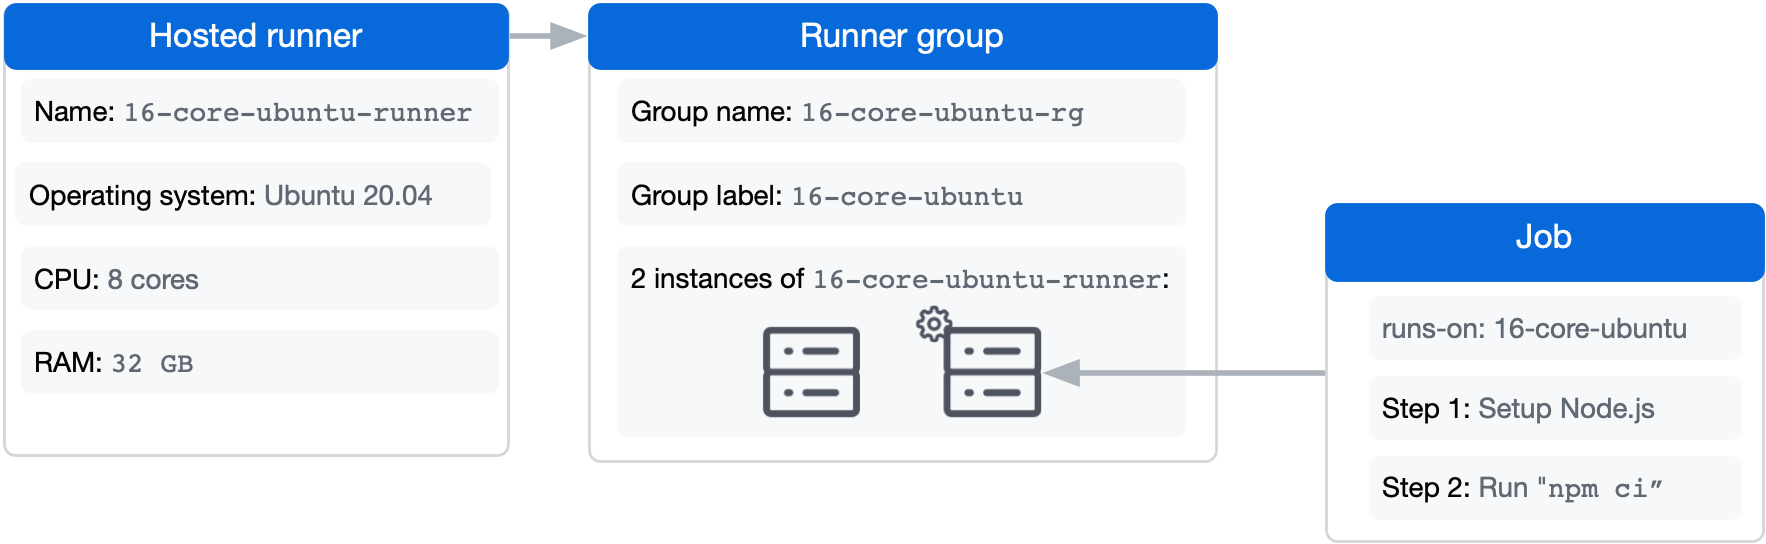 Hosted runner
Name: 16-core-ubuntu-runner
Operating system: Ubuntu 20.04
CPU: 8 cores
RAM: 32 GB
Runner group
Group name: 16-core-ubuntu-rg
Group label: 16-core-ubuntu
2 instances of 16-core-ubuntu-runner:
Job
runs-on: 16-core-ubuntu
Step 1: Setup Node.js
Step 2: Run "npm ci”